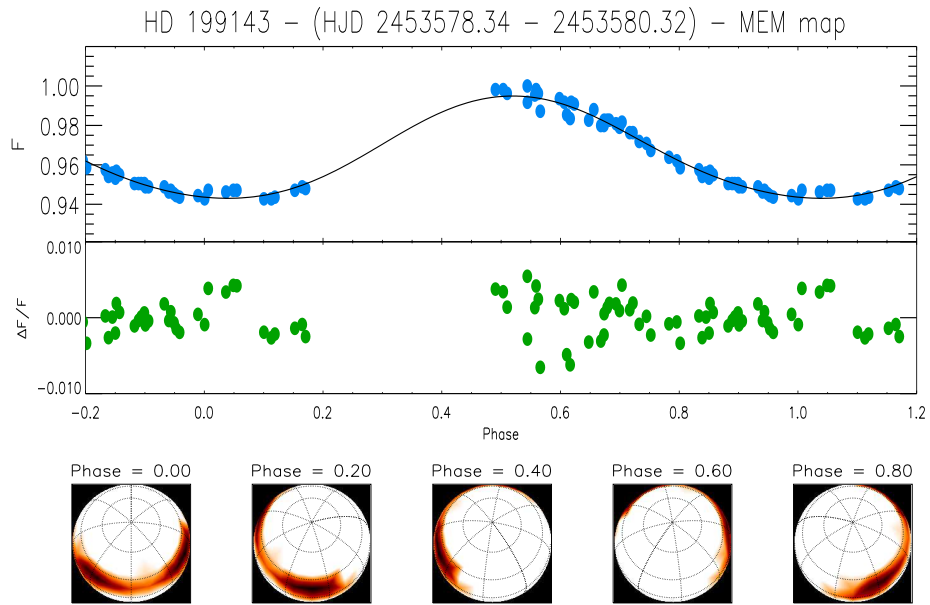 HD 199143 – (HJD 2453578.34 – 2453580.32) – MEM map
1.00
0.98
F
0.96
0.94
0.010
ΔF/F
0.000
-0.010
-0.2 0.0 0.2 0.4 0.6 0.8 1.0 1.2
Phase
Phase = 0.00 Phase = 0.20 Phase = 0.40 Phase = 0.60 Phase = 0.80